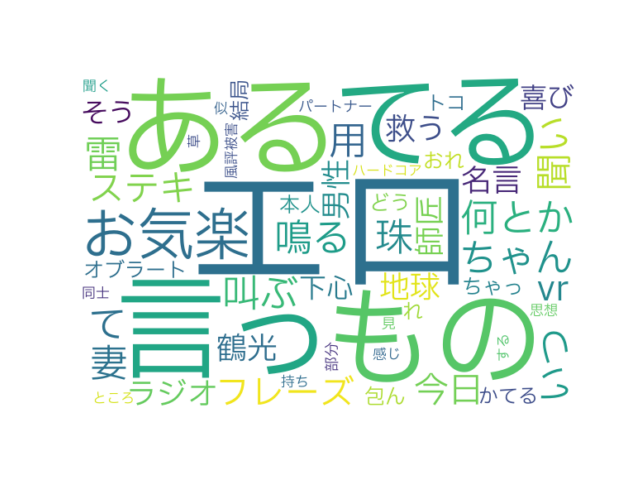 聞く
そう
雷
ステキ
お気楽
オブラート
同士
て
妻
ところ
ラジオ
ある
草
応
風評被害
結局
パートナー
本人
鳴る
エロ
言っ
叫ぶ
下心
鶴光
フレーズ
部分
持ち
もの
男性
用
救う
トコ
おれ
ハードコア
どう
珠
師匠
地球
れ
見
感じ
包ん
今日
てる
喜び
聞い
名言
何とか
ちゃん
ちゃっ
vr
思想
する
つい
かてる